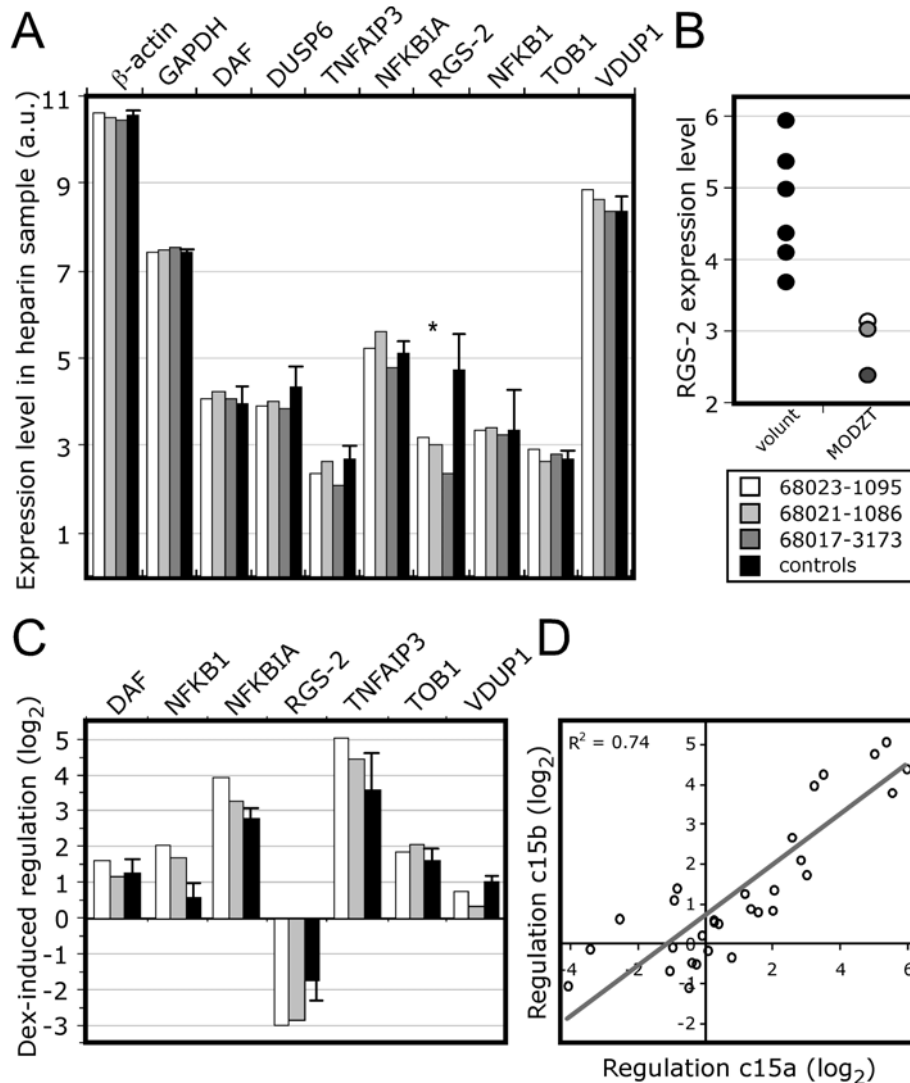 A
β-actin
GAPDH
DAF
DUSP6
TNFAIP3
NFKBIA
RGS-2
NFKB1
TOB1
VDUP1
Expression level in heparin sample (a.u.)
11
9
7
5
3
1
*
B
RGS-2 expression level
6
5
4
3
2
volunt
MODZT
68023-1095
68021-1086
68017-3173
controls
C
DAF
NFKB1
NFKBIA
RGS-2
TNFAIP3
TOB1
VDUP1
Dex-induced regulation (log2)
5
4
3
2
1
0
-1
-2
-3
D
R2 = 0.74
Regulation c15b (log2)
5
4
3
2
1
0
-1
-2
-4
-2
2
4
6
Regulation c15a (log2)